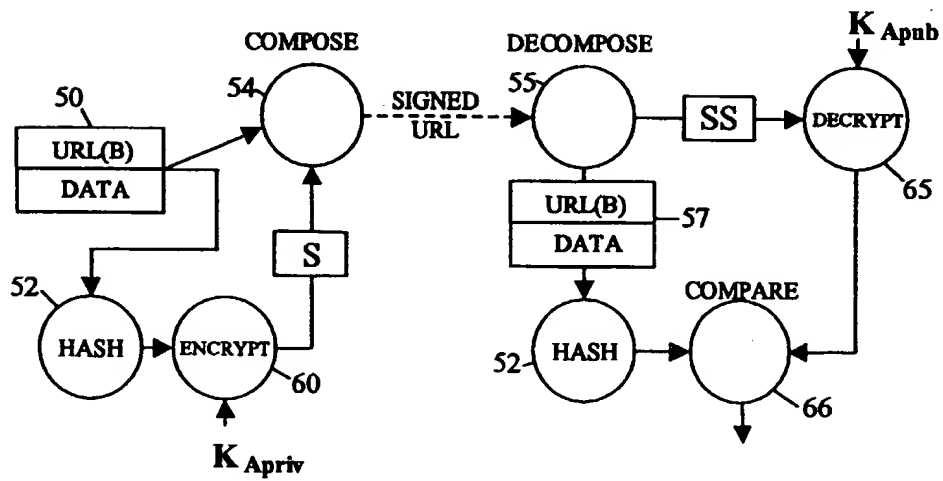 COMPOSE
DECOMPOSE
K Apub
54
55
50
SIGNED
URL
SS
DECRYPT
URL(B)
DATA
65
URL(B)
DATA
57
S
52
HASH
ENCRYPT
60
COMPARE
52
HASH
66
K Apriv